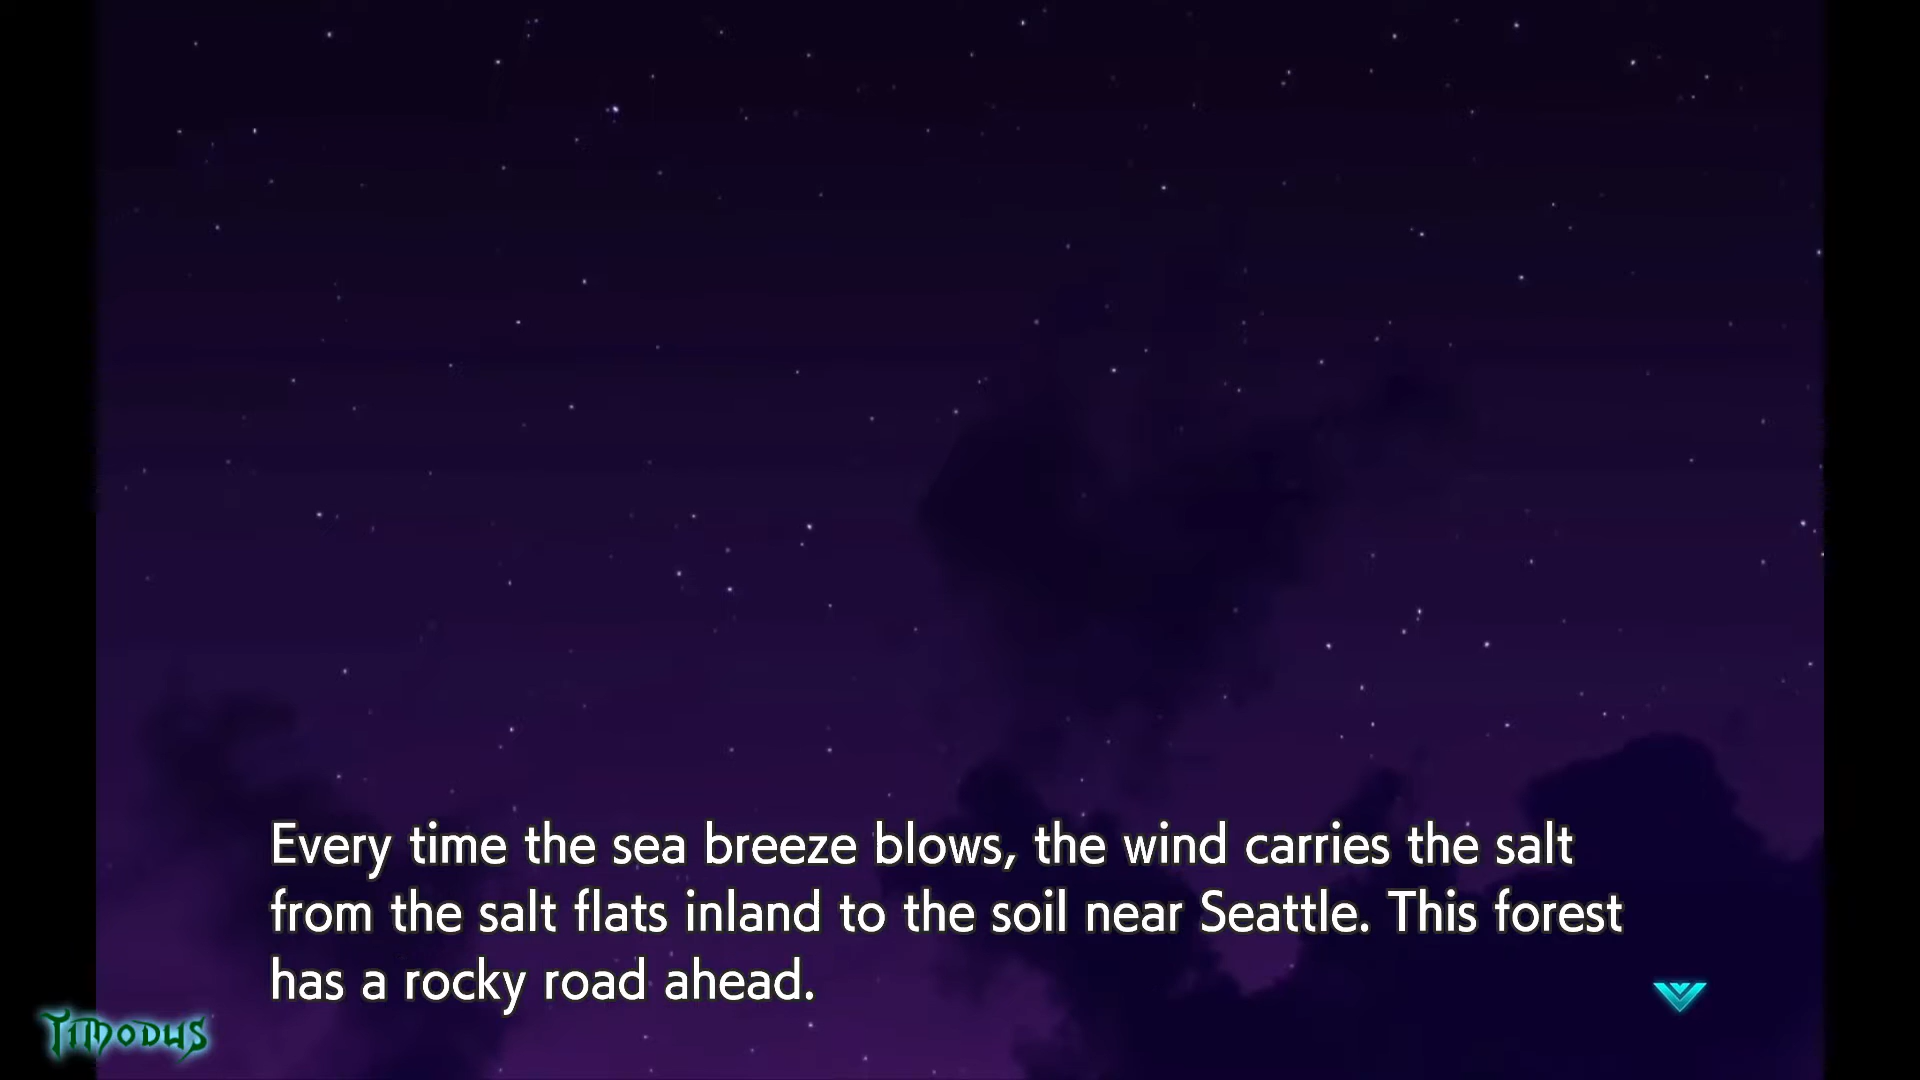 Every time the sea breeze blows, the wind carries the salt
from the salt flats inland to the soil near Seattle. This forest
has a rocky road ahead.
TIMODUS